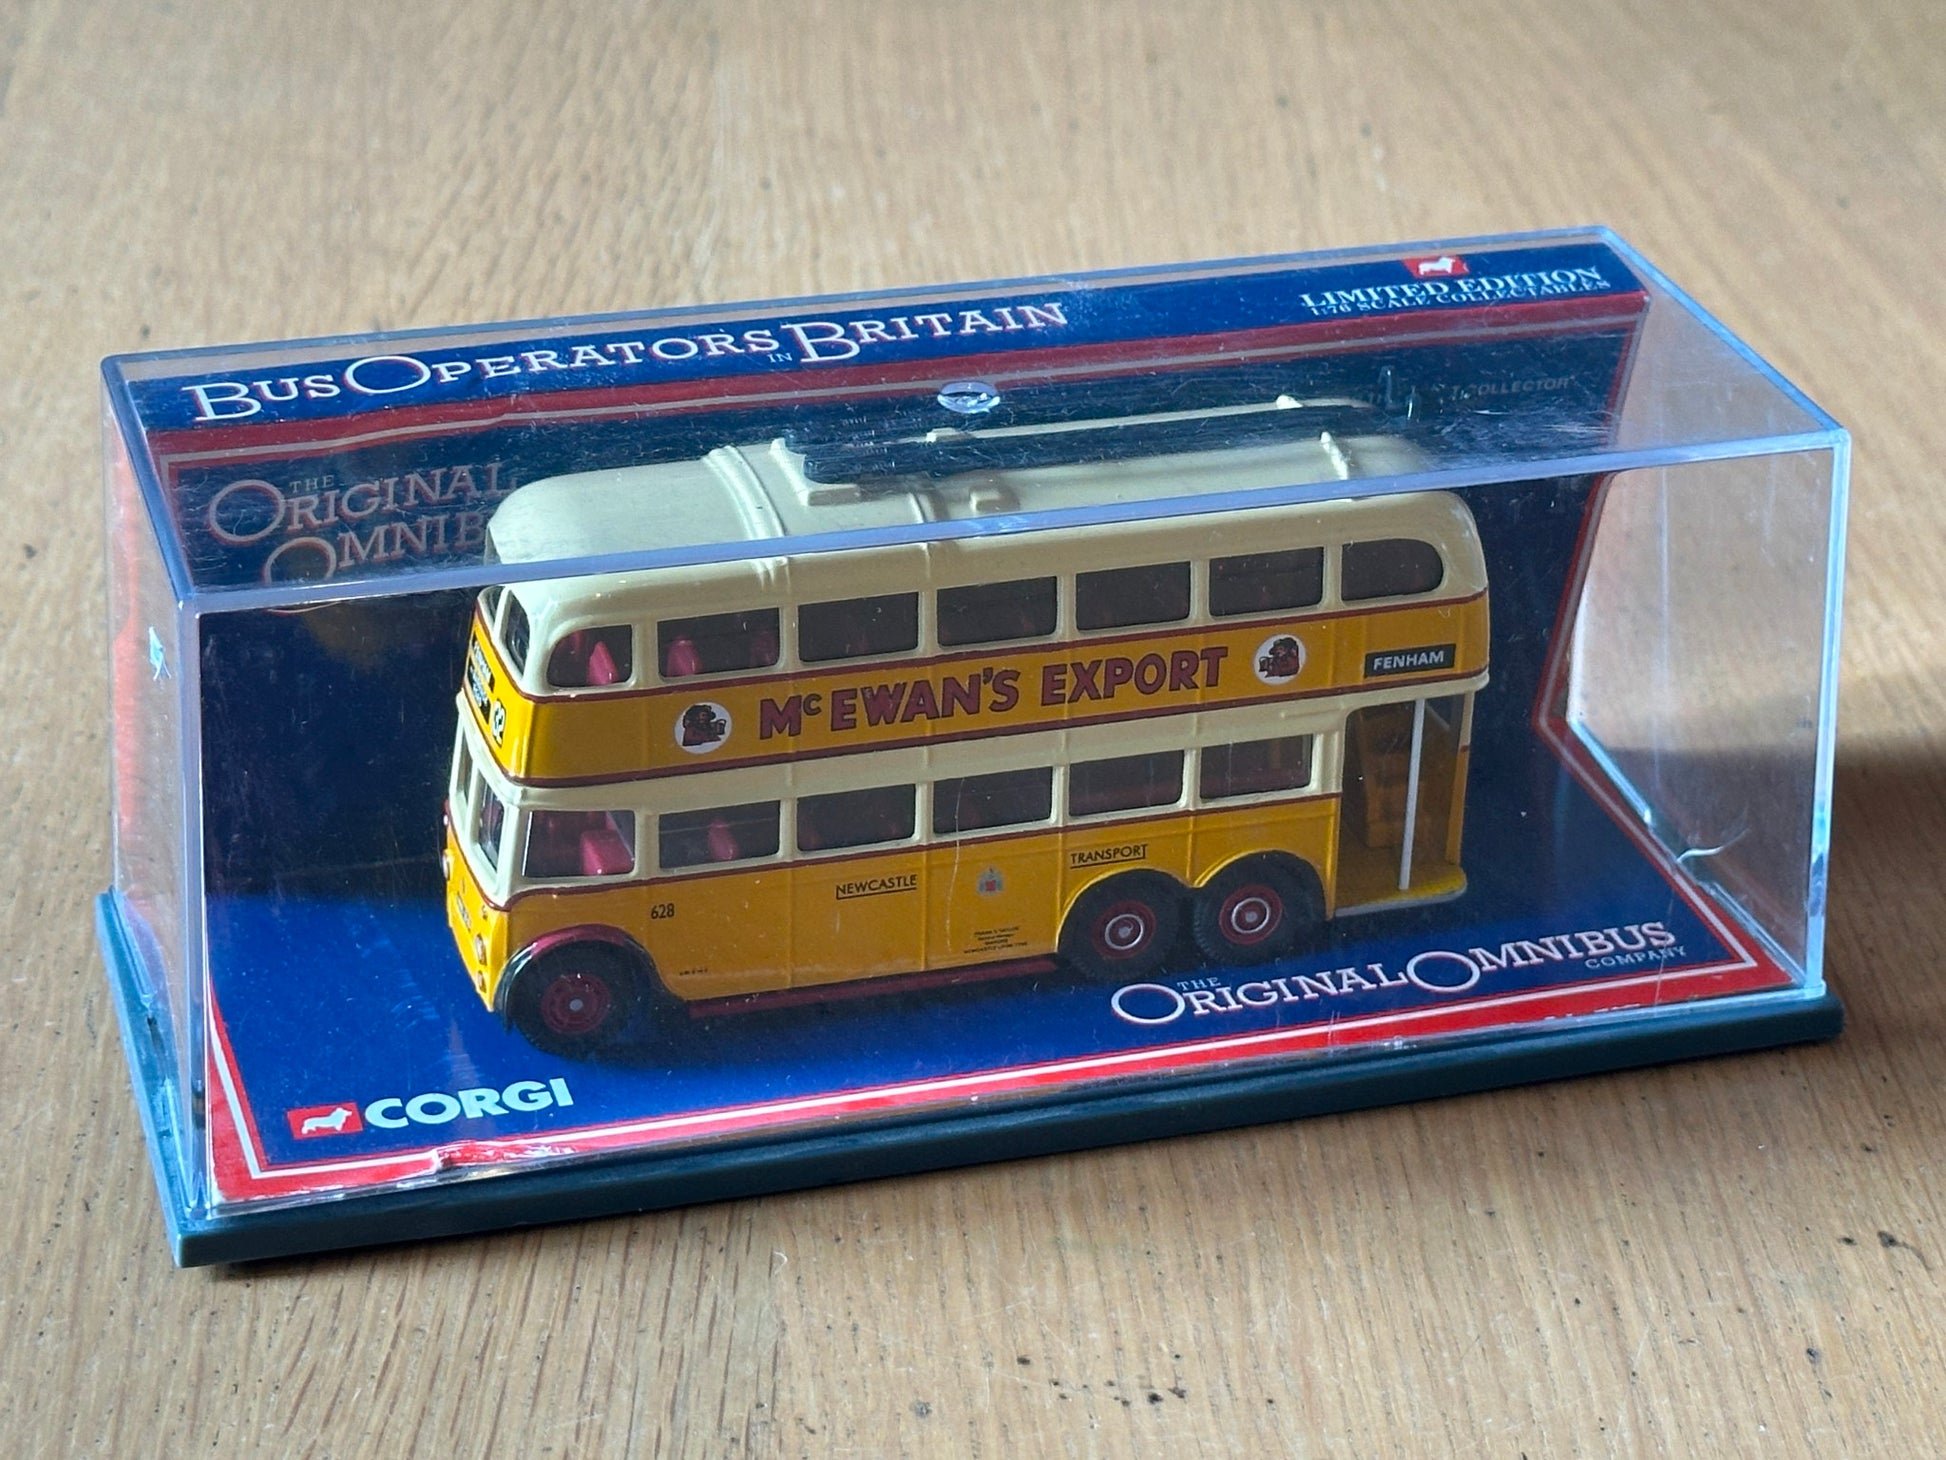 BUS OPERATORS IN BRITAIN
LIMITED EDITION
1:76 SCALE COLLECTABLES
COLLECTOR
THE
ORIGINAL
McEWAN'S EXPORT
FENHAM
NEWCASTLE
TRANSPORT
628
THE
ORIGINAL OMNIBUS
COMPANY
CORGI